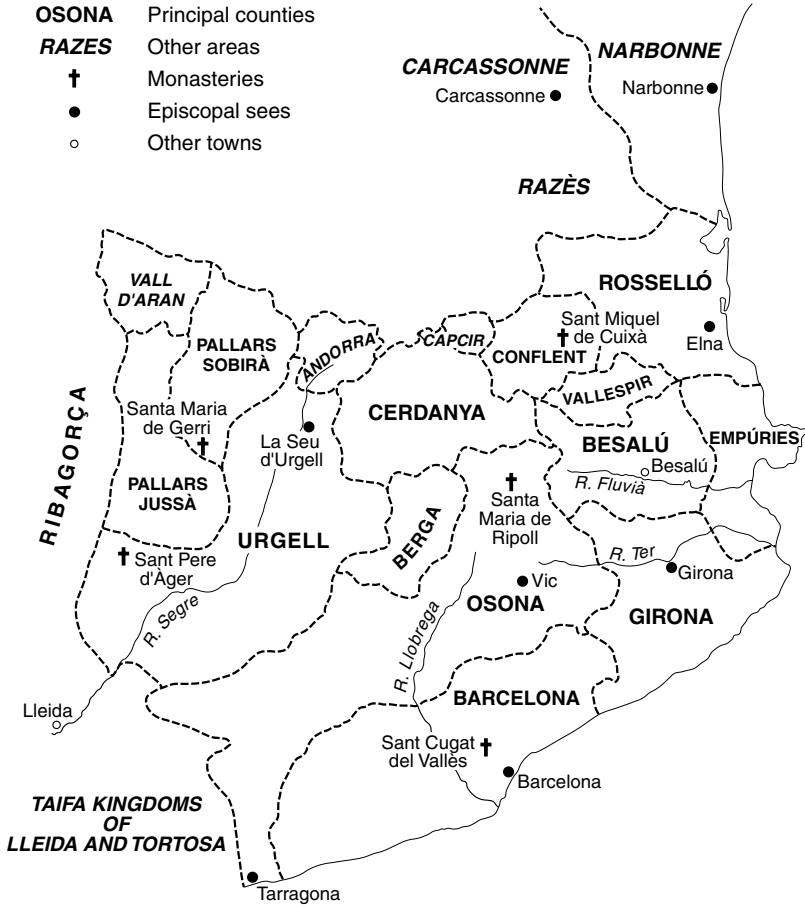 OSONA Principal counties
RAZES Other areas
Monasteries
Episcopal sees
Other towns
CARCASSONNE
NARBONNE
Carcassonne
Narbonne
RAZÈS
VALL
D'ARAN
ROSSELLÓ
PALLARS
SOBIRÀ
ANDORRA
CAPCIR
Sant Miquel
de Cuixà
Elna
CONFLENT
VALLESPIR
RIBAGORÇA
Santa Maria
de Gerri
La Seu
d'Urgell
CERDANYA
BESALÚ
EMPÚRIES
Besalú
R. Fluvià
PALLARS
JUSSÀ
Santa
Maria de
Ripoll
BERGA
URGELL
Sant Pere
d'Àger
R. Ter
Girona
Vic
OSONA
GIRONA
R. Segre
R. Llobrega
BARCELONA
Lleida
Sant Cugat
del Vallès
Barcelona
TAIFA KINGDOMS
OF
LLEIDA AND TORTOSA
Tarragona